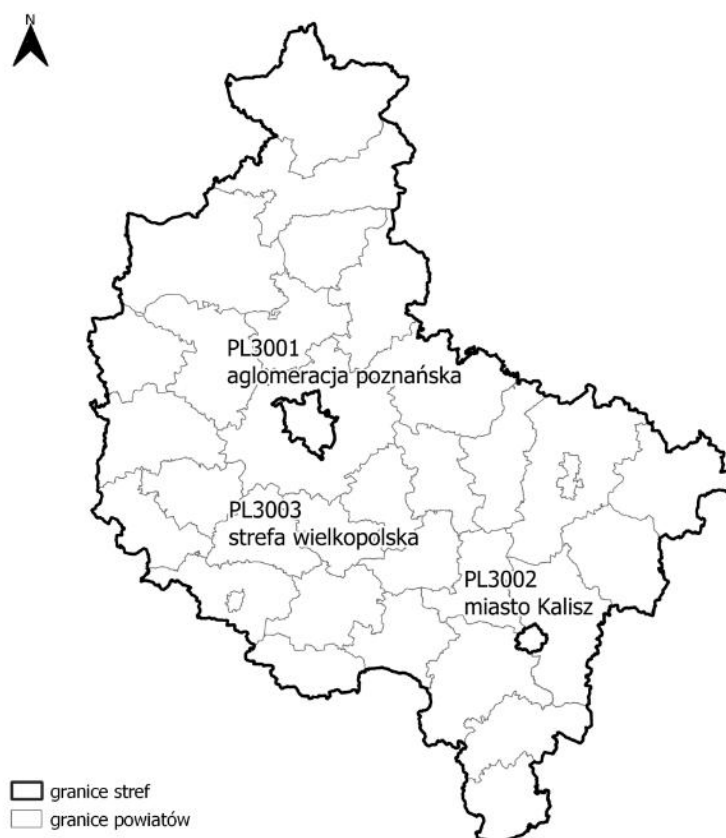 N
PL3001
aglomeracja poznańska
PL3003
strefa wielkopolska
PL3002
miasto Kalisz
granice stref
granice powiatów